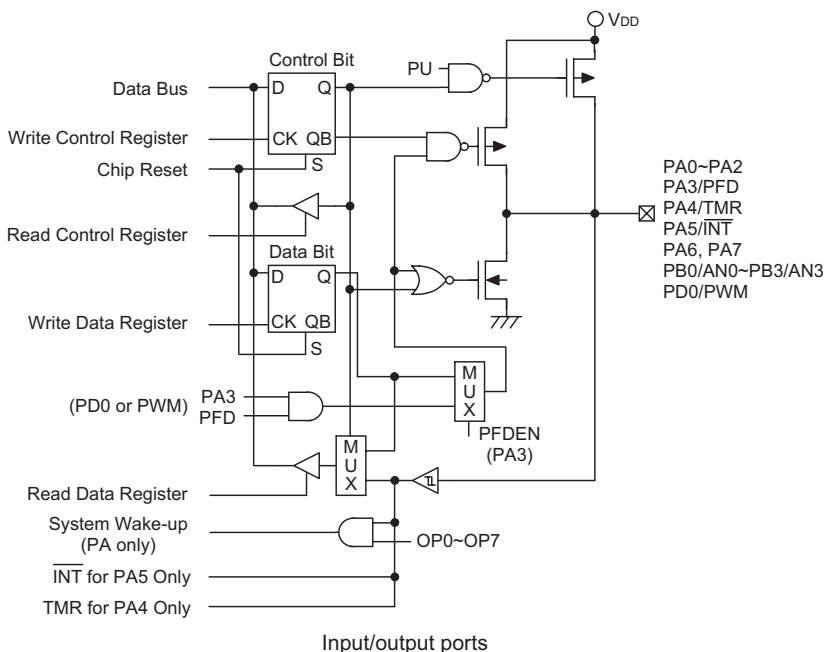 VDD
Control Bit
PU
Data Bus
D Q
Write Control Register
CK QB
Chip Reset
S
PA0~PA2
PA3/PFD
PA4/TMR
PA5/INT
PA6, PA7
PB0/AN0~PB3/AN3
PD0/PWM
Read Control Register
Data Bit
D Q
Write Data Register
CK QB
S
M
U
X
PA3
(PD0 or PWM)
PFD
PFDEN
(PA3)
M
U
X
Read Data Register
System Wake-up
(PA only)
OP0~OP7
INT for PA5 Only
TMR for PA4 Only
Input/output ports